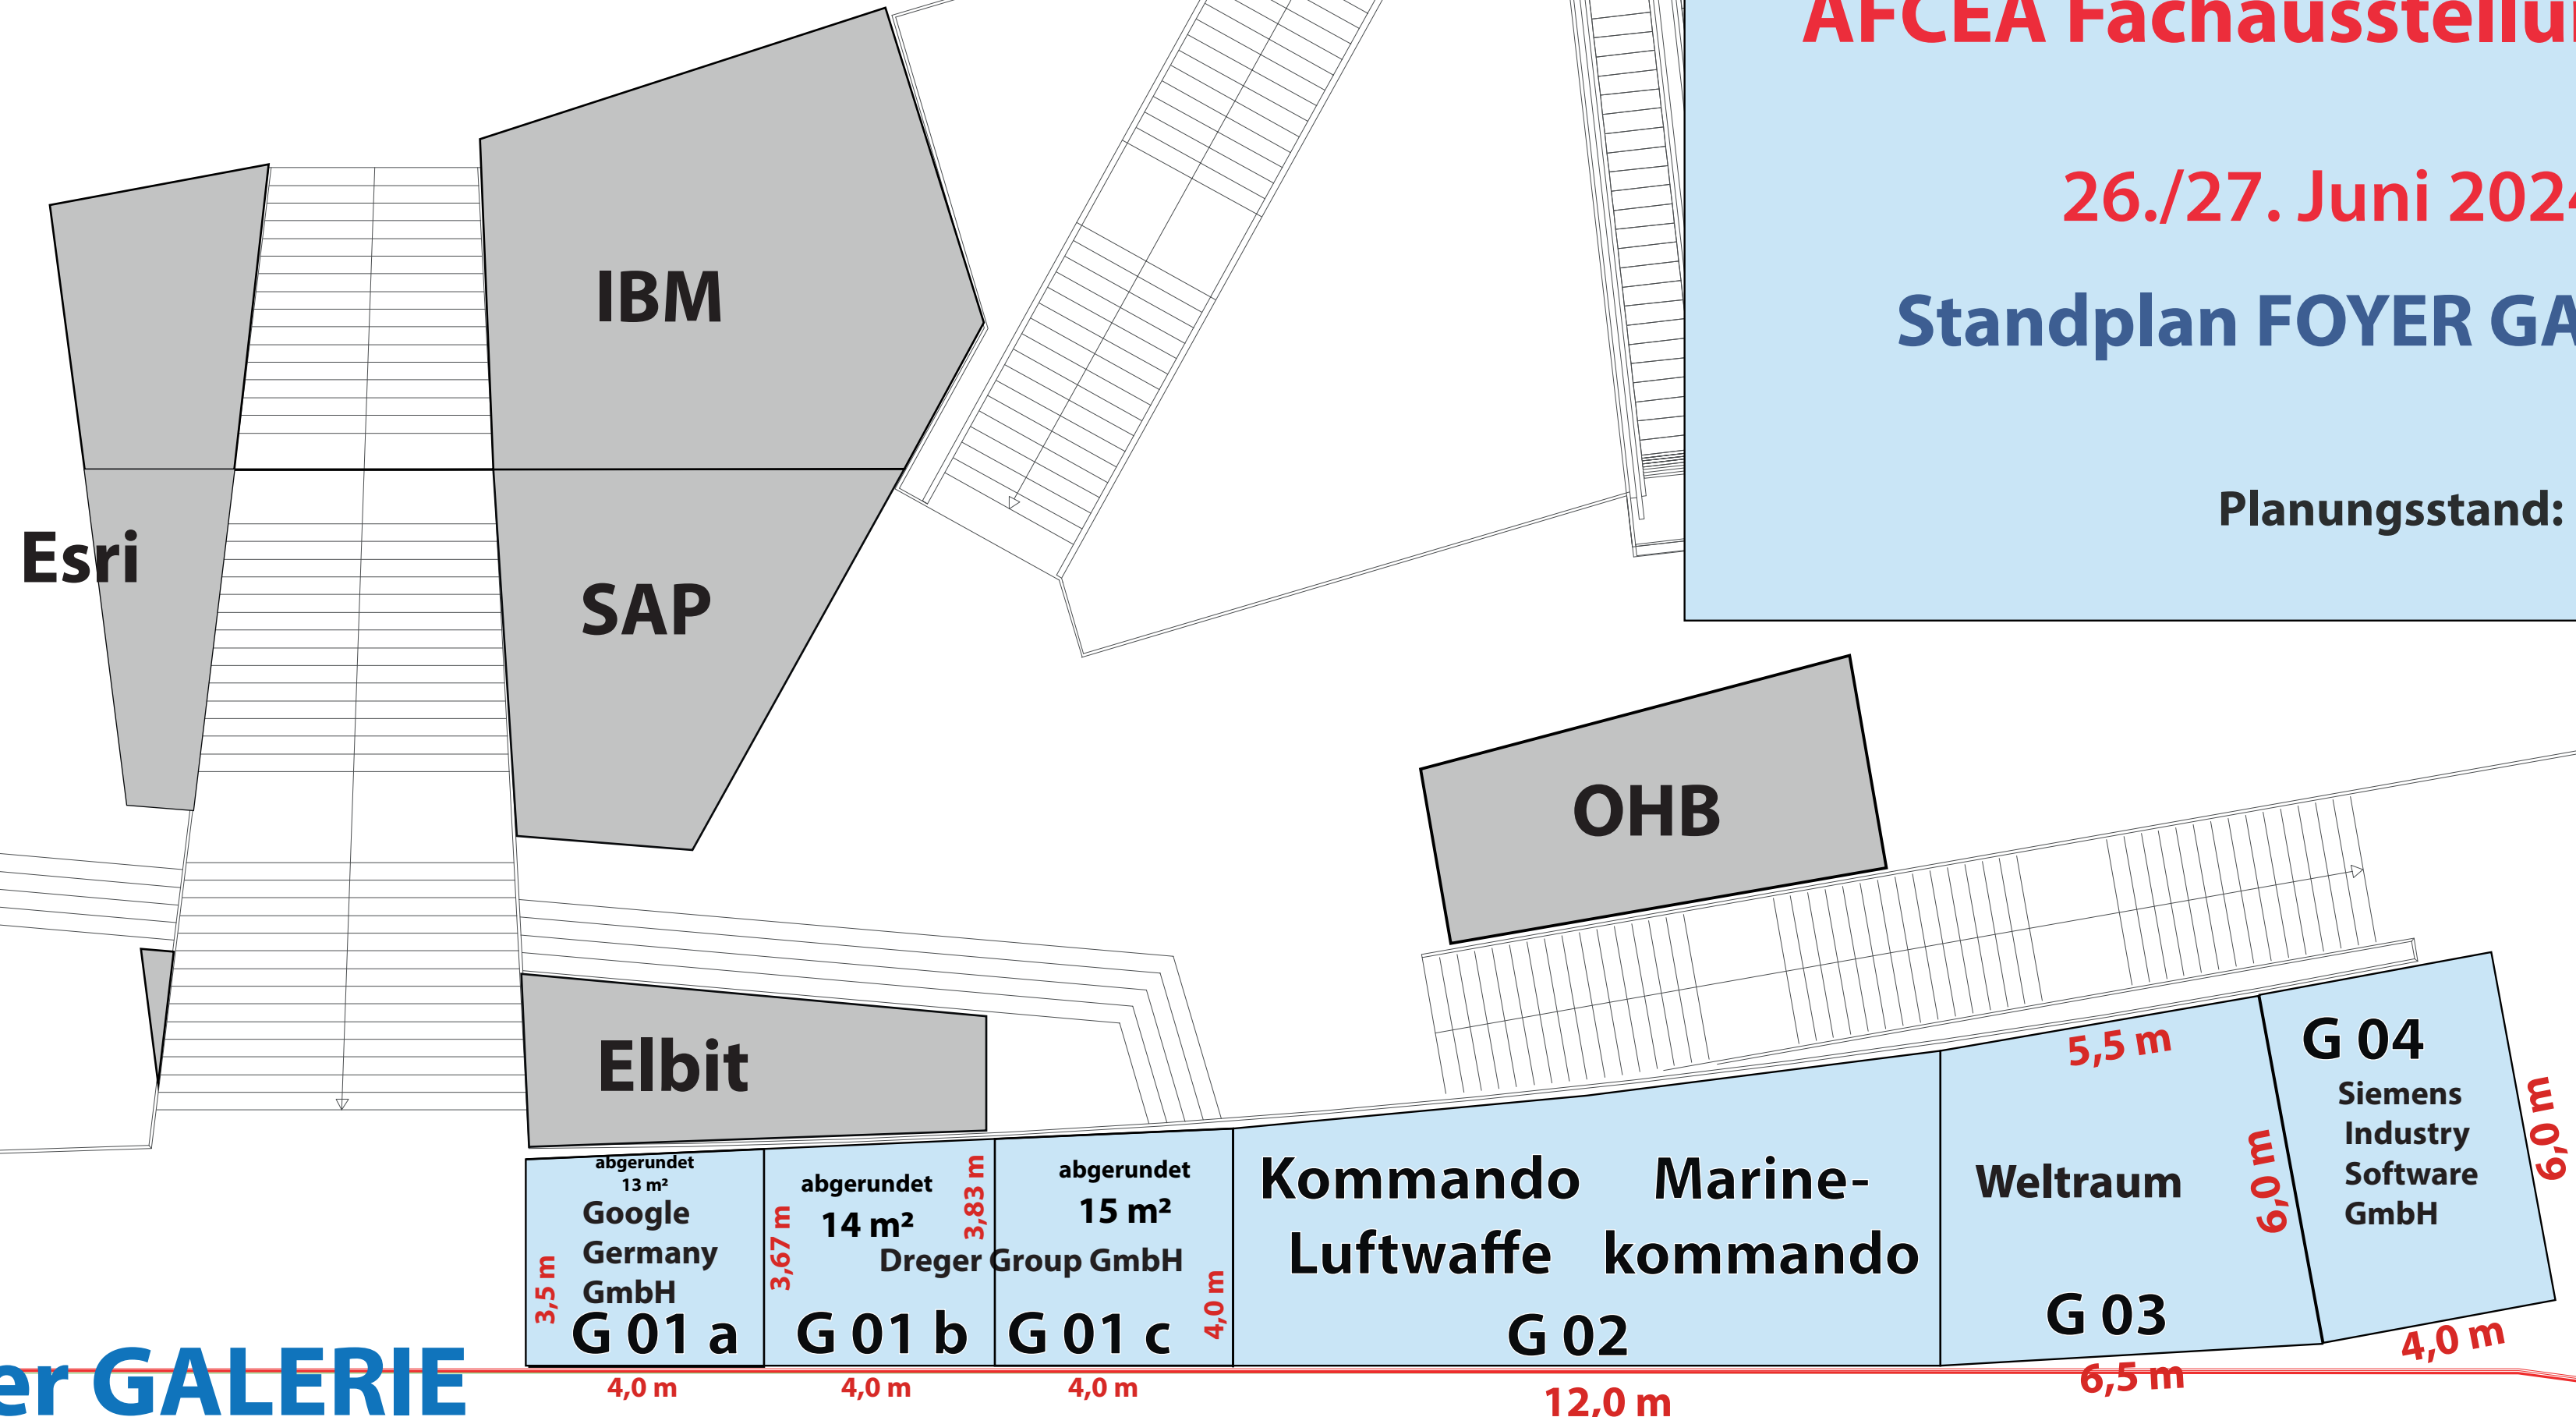 AFCEA Fachausstellu
26./27. Juni 2024
Standplan FOYER GA
Planungsstand:
IBM
Esri
SAP
OHB
Elbit
abgerundet
13 m²
Google
Germany
GmbH
G 01 a
3,5 m
3,67 m
abgerundet
14 m²
3,83 m
Dreger Group GmbH
G 01 b
abgerundet
15 m²
G 01 c
4,0 m
Kommando
Luftwaffe
Marine-
kommando
G 02
5,5 m
Weltraum
6,0 m
G 03
G 04
Siemens
Industry
Software
GmbH
6,0 m
4,0 m
4,0 m
4,0 m
12,0 m
6,5 m
4,0 m
er GALERIE